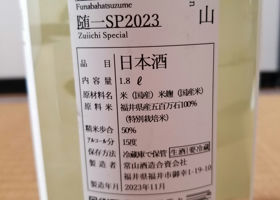 Funabahatsuzume
随一SP2023
Zuiichi Special
山
品目 日本酒
内容量 1.8ℓ
原材料名 米(国産) 米麹(国産米)
原料米 福井県産五百万石100%
(特別栽培米)
精米歩合 50%
アルコール分 15度
保存方法 冷蔵庫で保管 生酒/要冷蔵
製造者 常山酒造合資会社
福井県福井市御幸1-19-10
製造年月 2023年11月